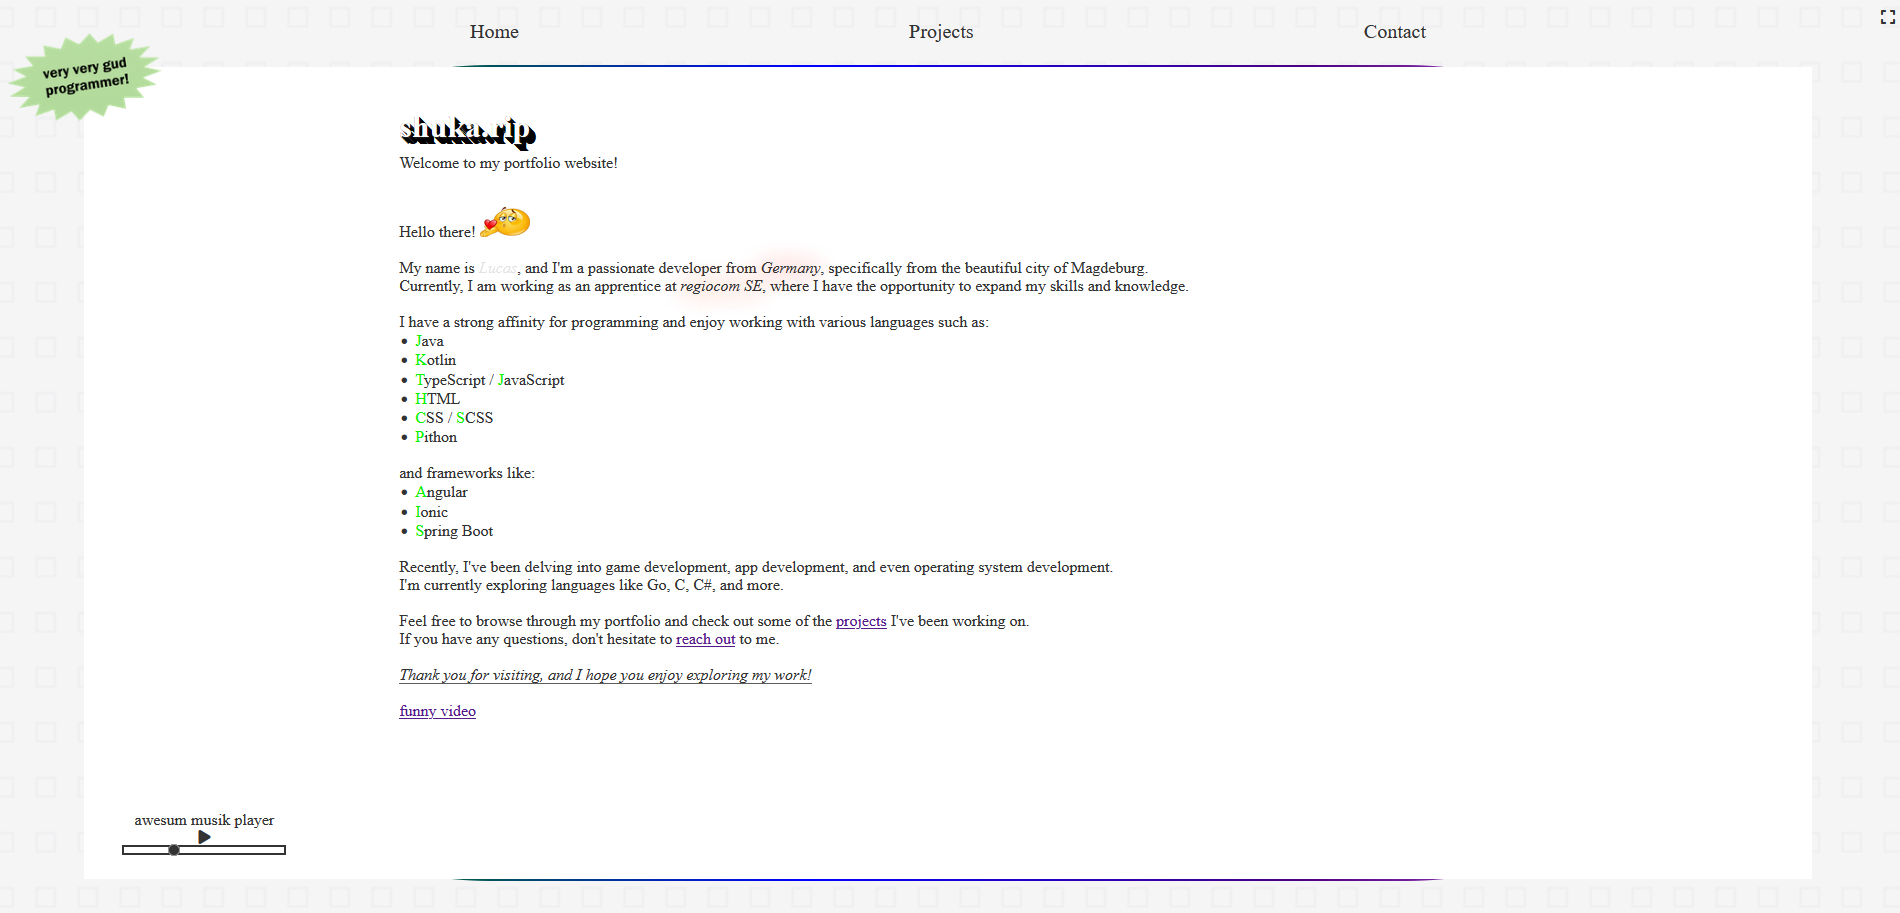 Home
Projects
Contact
very very gud
programmer!
shuka.rip
Welcome to my portfolio website!
Hello there!
My name is Lucas, and I'm a passionate developer from Germany, specifically from the beautiful city of Magdeburg.
Currently, I am working as an apprentice at regiocom SE, where I have the opportunity to expand my skills and knowledge.
I have a strong affinity for programming and enjoy working with various languages such as:
• Java
• Kotlin
• TypeScript / JavaScript
• HTML
• CSS / SCSS
• Pithon
and frameworks like:
• Angular
• Ionic
• Spring Boot
Recently, I've been delving into game development, app development, and even operating system development.
I'm currently exploring languages like Go, C, C#, and more.
Feel free to browse through my portfolio and check out some of the projects I've been working on.
If you have any questions, don't hesitate to reach out to me.
Thank you for visiting, and I hope you enjoy exploring my work!
funny video
awesum musik player